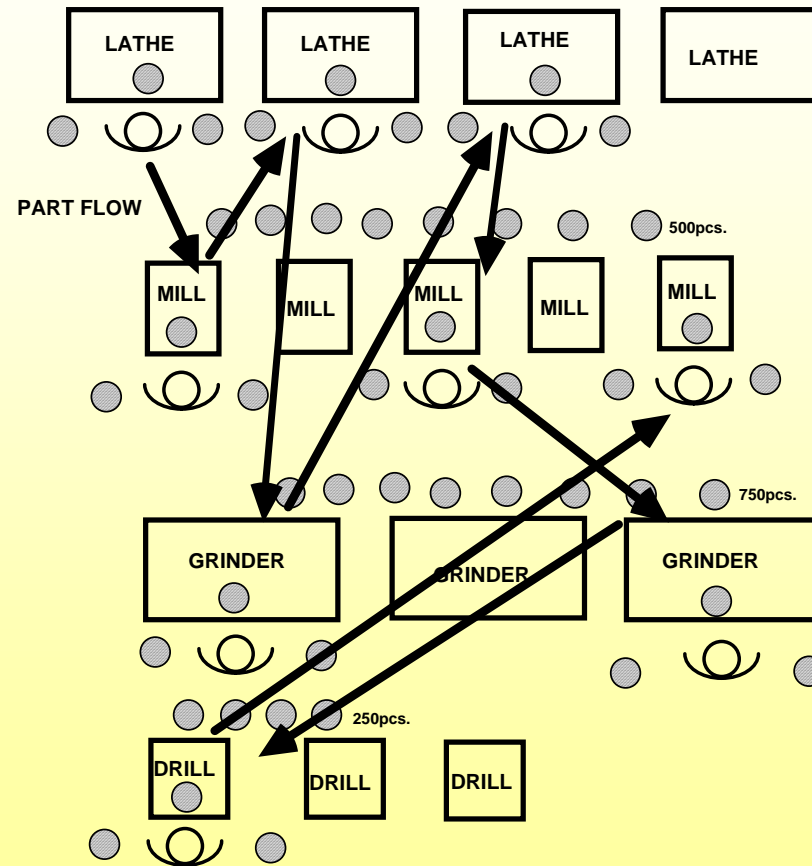 LATHE LATHE LATHE LATHE
PART FLOW
500pcs.
MILL MILL MILL MILL MILL
750pcs.
GRINDER GRINDER GRINDER
250pcs.
DRILL DRILL DRILL